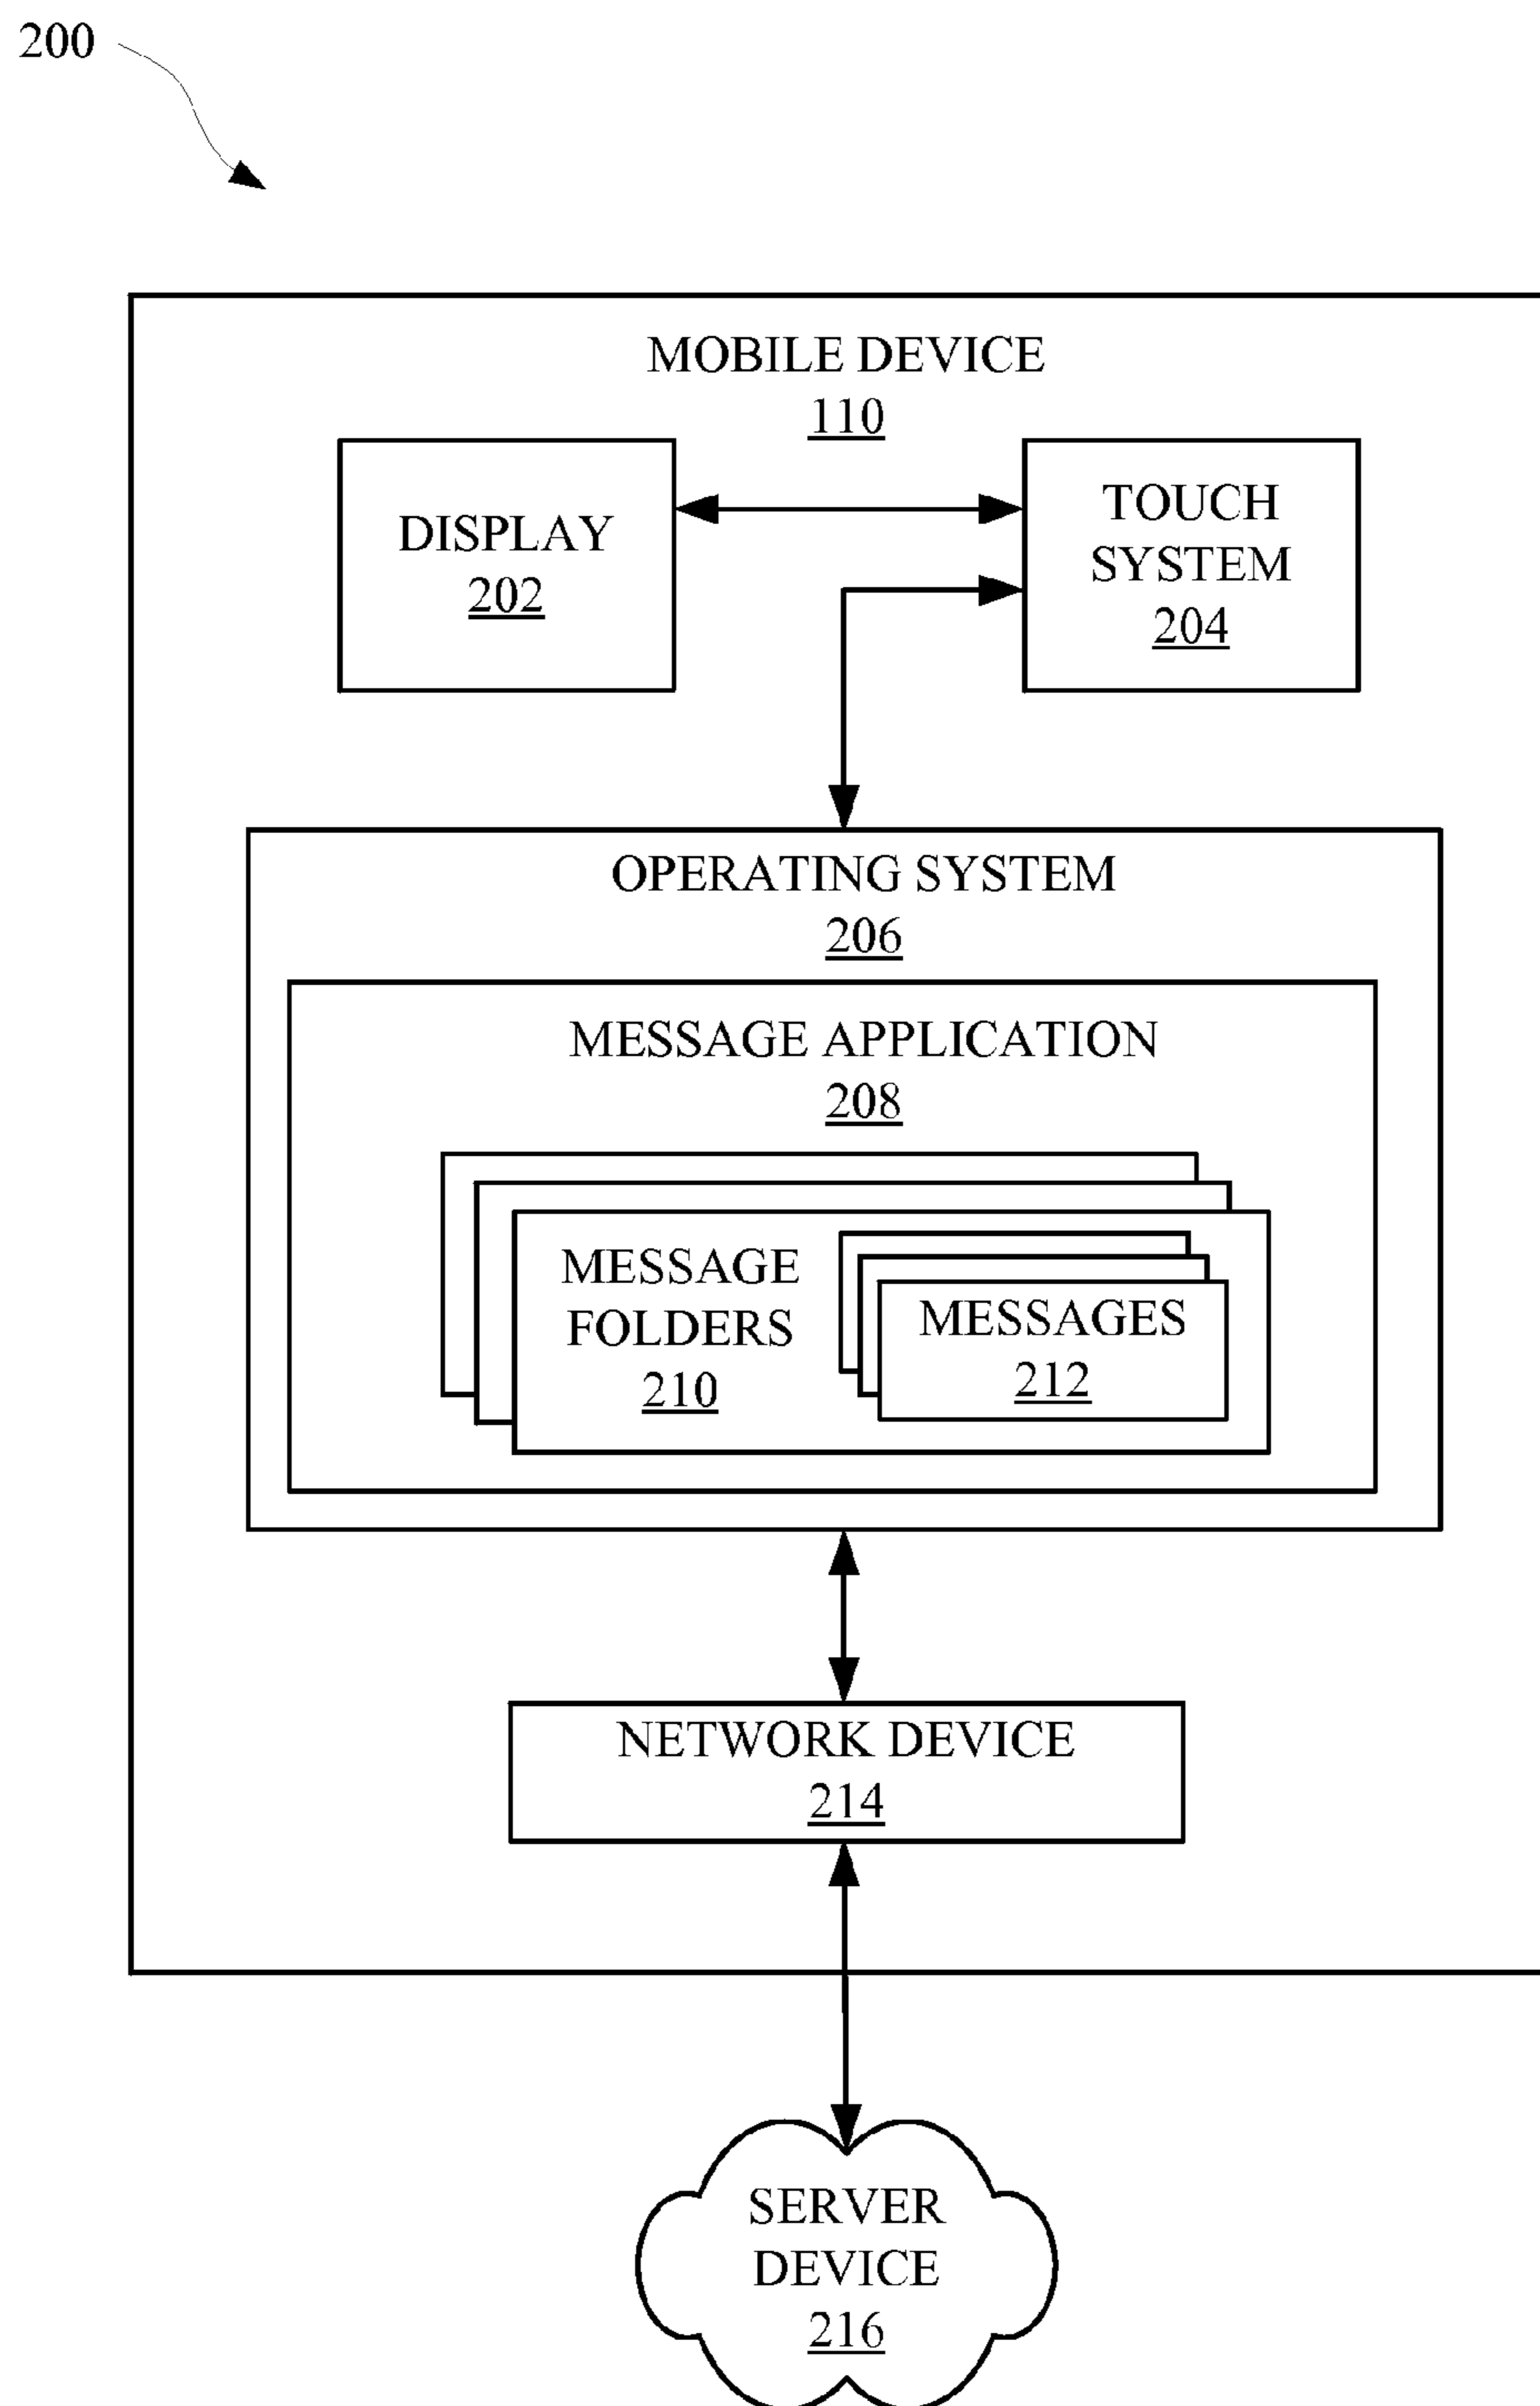 200
MOBILE DEVICE
110
DISPLAY
202
TOUCH
SYSTEM
204
OPERATING SYSTEM
206
MESSAGE APPLICATION
208
MESSAGE
FOLDERS
210
MESSAGES
212
NETWORK DEVICE
214
SERVER
DEVICE
216